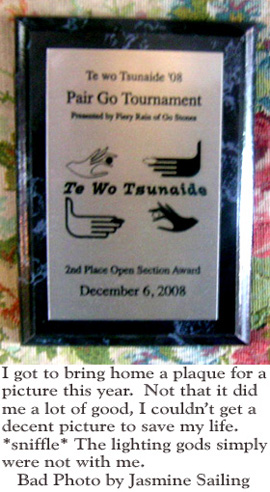 Te wo Tsunaide '08
Pair Go Tournament
Presented by Fiery Rain of Go Stones
Te Wo Tsunaide
2nd Place Open Section Award
December 6, 2008
I got to bring home a plaque for a
picture this year.  Not that it did
me a lot of good, I couldn't get a
decent picture to save my life.
*sniffle* The lighting gods simply
were not with me.
Bad Photo by Jasmine Sailing